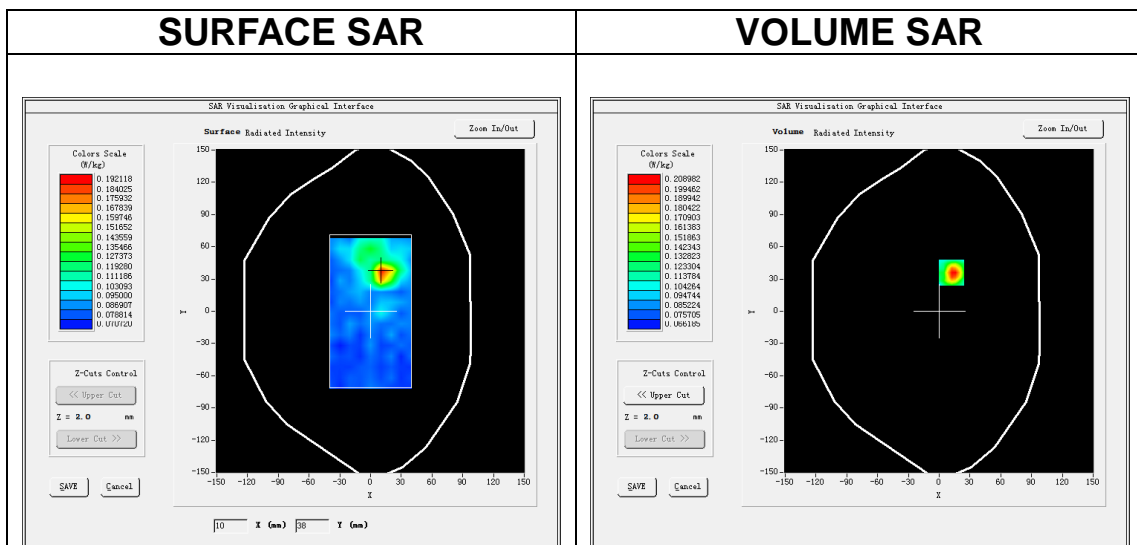 SURFACE SAR
VOLUME SAR
SAR Visualisation Graphical Interface
Surface Radiated Intensity
Zoom In/Out
Colors Scale
(W/kg)
0.192118
0.184025
0.175932
0.167839
0.159746
0.151652
0.143559
0.135466
0.127373
0.119280
0.111186
0.103093
0.095000
0.086907
0.078814
0.070720
150
120
90
60
30
0
-30
-60
-90
-120
-150
Y
-150 -120 -90 -60 -30 0 30 60 90 120 150
X
Z-Cuts Control
<< Upper Cut
Z = 2.0 mm
Lower Cut >>
SAVE Cancel
10 X (mm) 38 Y (mm)
SAR Visualisation Graphical Interface
Volume Radiated Intensity
Zoom In/Out
Colors Scale
(W/kg)
0.208982
0.199462
0.189942
0.180422
0.170903
0.161383
0.151863
0.142343
0.132823
0.123304
0.113784
0.104264
0.094744
0.085224
0.075705
0.066185
150
120
90
60
30
0
-30
-60
-90
-120
-150
Y
-150 -120 -90 -60 -30 0 30 60 90 120 150
X
Z-Cuts Control
<< Upper Cut
Z = 2.0 mm
Lower Cut >>
SAVE Cancel